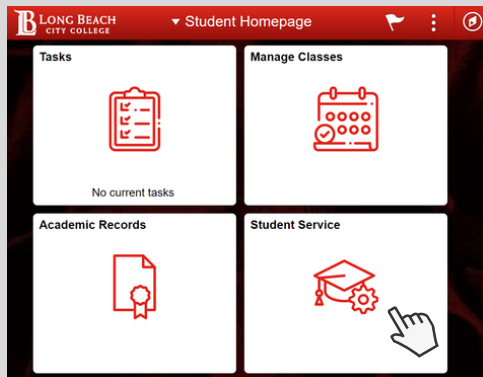 LONG BEACH
CITY COLLEGE
Student Homepage
Tasks
No current tasks
Manage Classes
Academic Records
Student Service